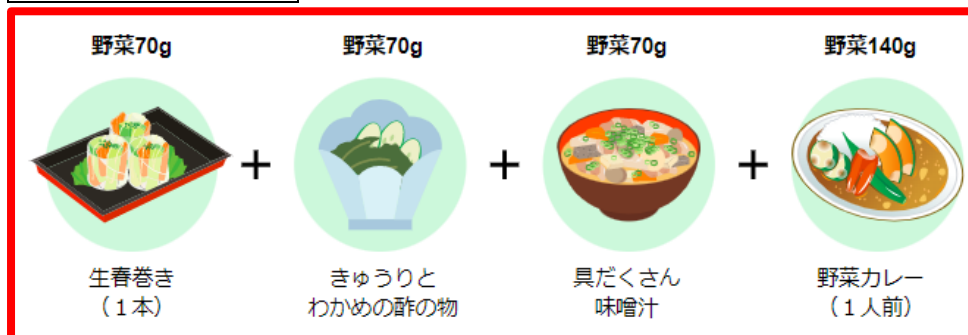 野菜70g
野菜70g
野菜70g
野菜140g
+
+
+
生春巻き
（１本）
きゅうりと
わかめの酢の物
具だくさん
味噌汁
野菜カレー
（１人前）